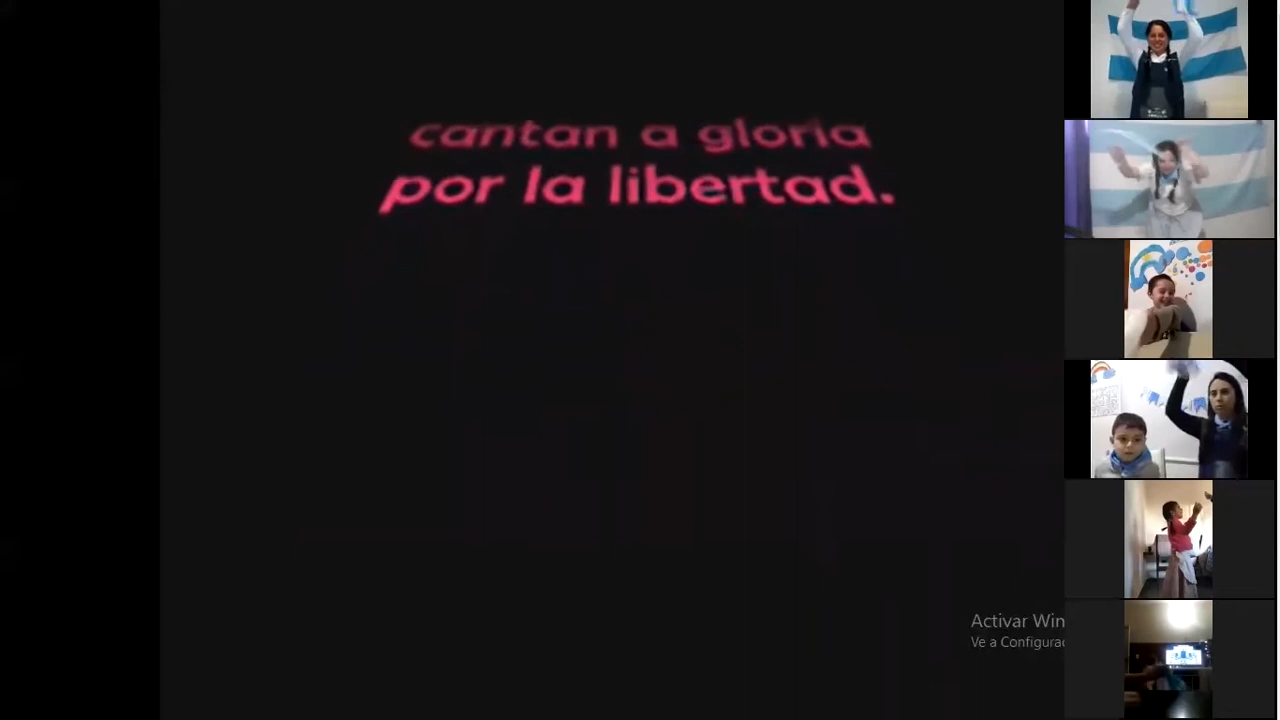 cantan a gloria
por la libertad.
Activar Win
Ve a Configurac